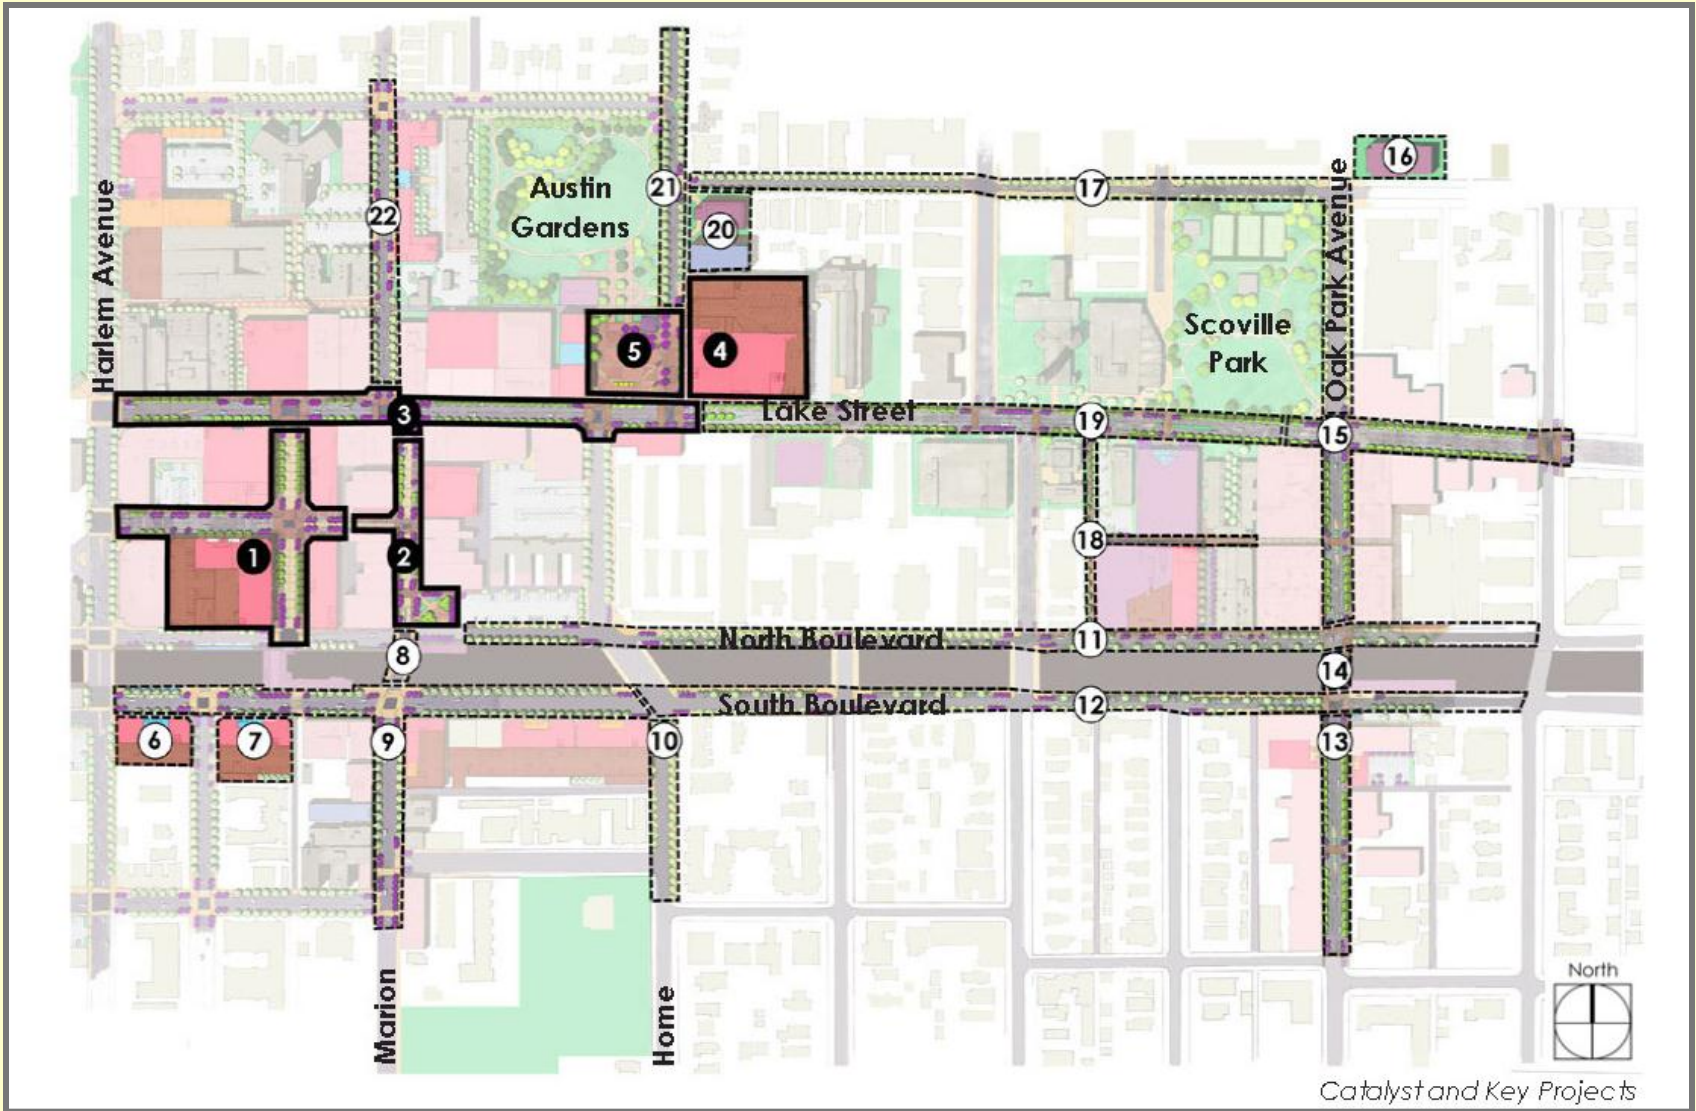 16
17
21
Austin
Gardens
22
20
Harlem Avenue
Oak Park Avenue
Scoville
Park
5
4
3
Lake Street
19
15
18
1
2
North Boulevard
11
8
14
South Boulevard
12
6
7
9
10
13
Marion
Home
North
Catalyst and Key Projects